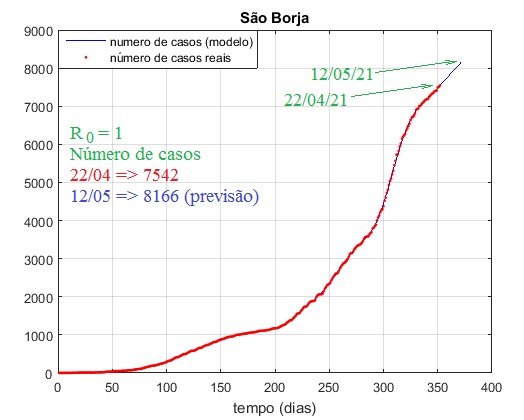 São Borja
numero de casos (modelo)
número de casos reais
12/05/21
22/04/21
R0 = 1
Número de casos
22/04 => 7542
12/05 => 8166 (previsão)
9000
8000
7000
6000
5000
4000
3000
2000
1000
0
0 50 100 150 200 250 300 350 400
tempo (dias)